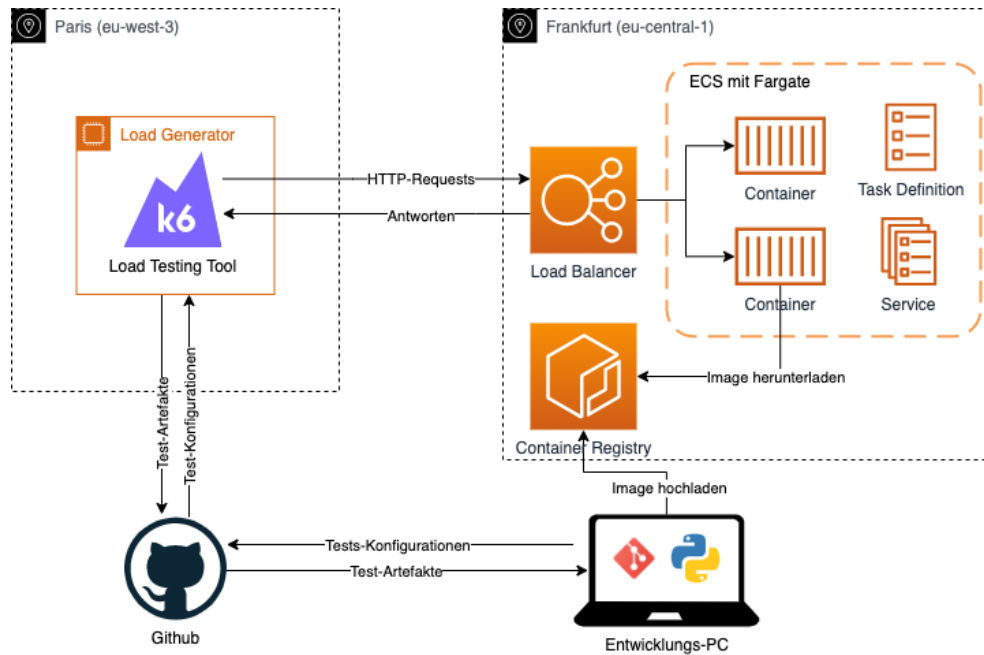 Paris (eu-west-3)
Frankfurt (eu-central-1)
ECS mit Fargate
Load Generator
k6
Load Testing Tool
HTTP-Requests
Antworten
Load Balancer
Container
Task Definition
Container
Service
Image herunterladen
Container Registry
Test-Artefakte
Test-Konfigurationen
Image hochladen
Tests-Konfigurationen
Test-Artefakte
Github
Entwicklungs-PC